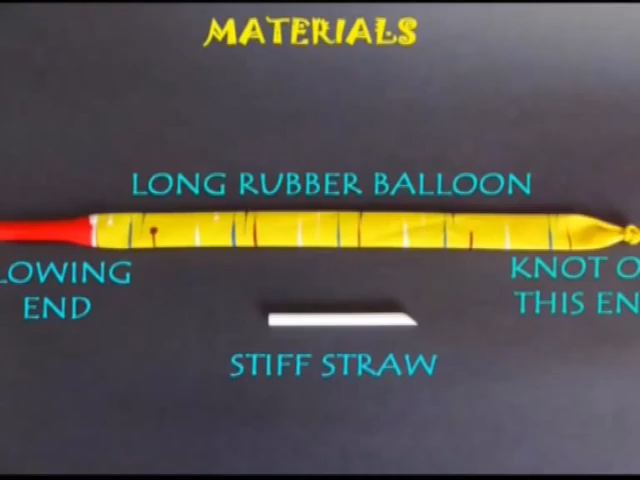 MATERIALS
LONG RUBBER BALLOON
LOWING
END
KNOT O
THIS EN
STIFF STRAW